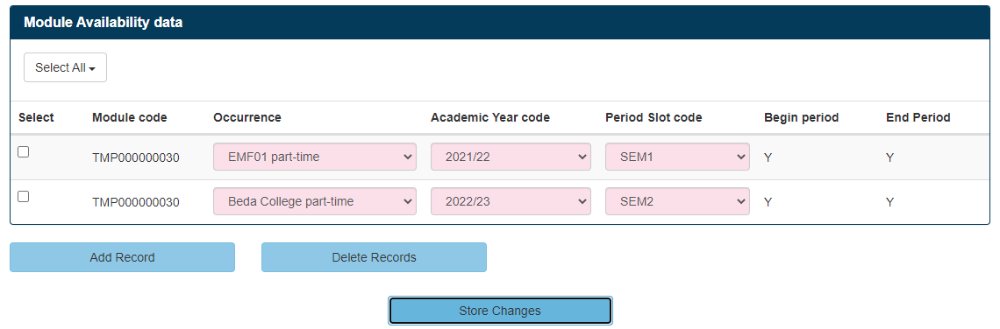 Module Availability data
Select All
Select Module code Occurrence Academic Year code Period Slot code Begin period End Period
TMP000000030 EMF01 part-time 2021/22 SEM1 Y Y
TMP000000030 Beda College part-time 2022/23 SEM2 Y Y
Add Record Delete Records
Store Changes